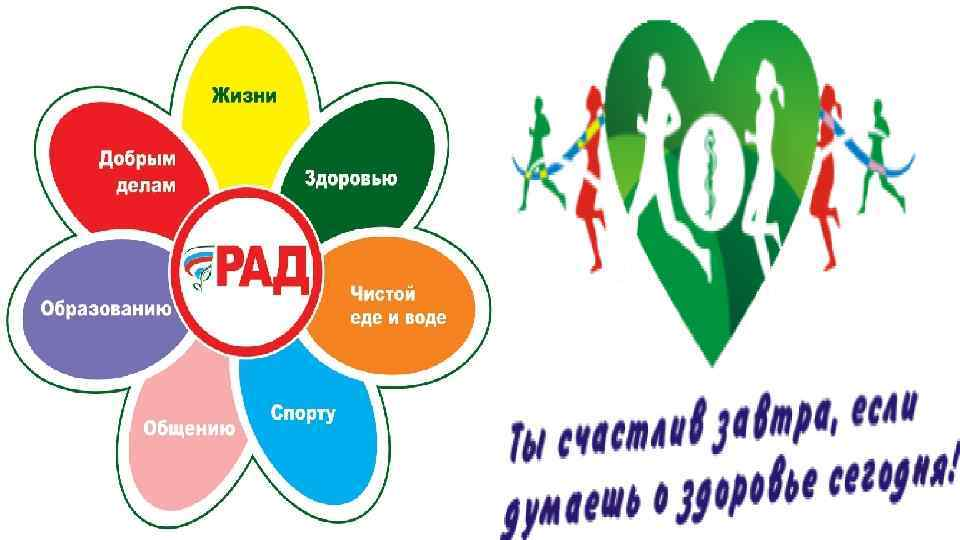 Жизни
Добрым
делам
Здоровью
РАД
Образованию
Чистой
еде и воде
Общению
Спорту
Ты счастлив завтра, если
думаешь о здоровье сегодня!